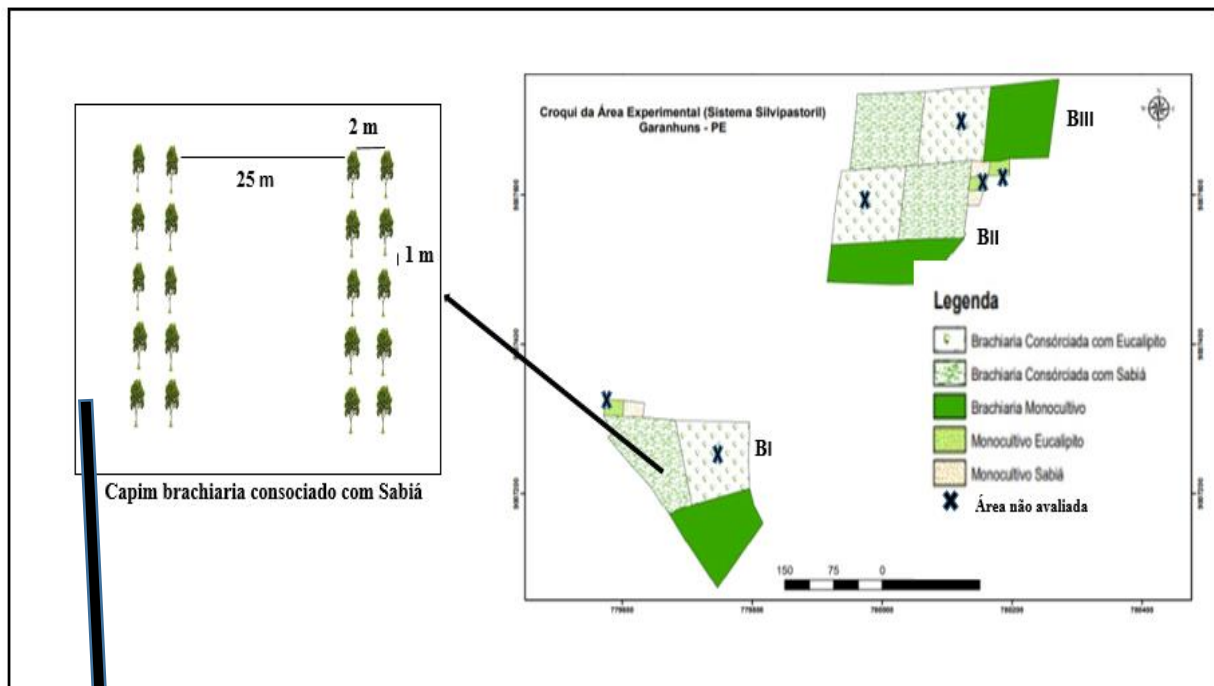 2 m
25 m
1 m
Capim brachiaria consociado com Sabiá
Croqui da Área Experimental (Sistema Silvipastoril)
Garanhuns - PE
BIII
BII
BI
Legenda
Brachiaria Consórciada com Eucalipito
Brachiaria Consórciada com Sabiá
Brachiaria Monocultivo
Monocultivo Eucalipito
Monocultivo Sabiá
Área não avaliada
150 75 0